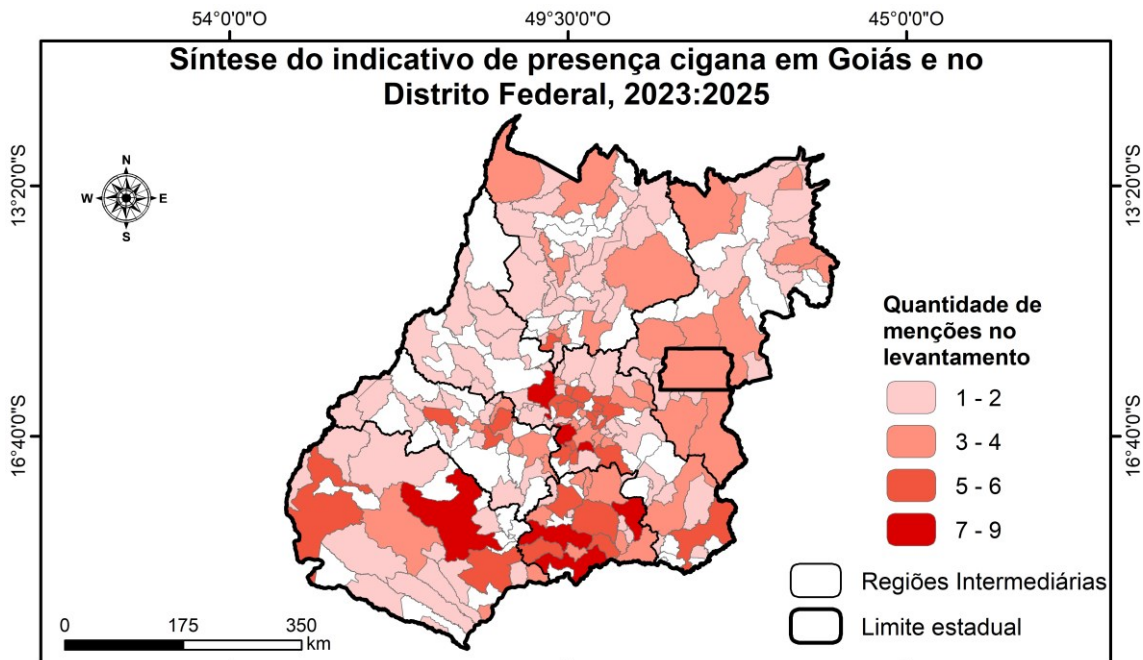 54°0'0"O
49°30'0"O
45°0'0"O
Síntese do indicativo de presença cigana em Goiás e no
Distrito Federal, 2023:2025
13°20'0"S
13°20'0"S
N
W
E
S
Quantidade de
menções no
levantamento
1 - 2
3 - 4
5 - 6
7 - 9
16°40'0"S
16°40'0"S
Regiões Intermediárias
Limite estadual
0
175
350
km